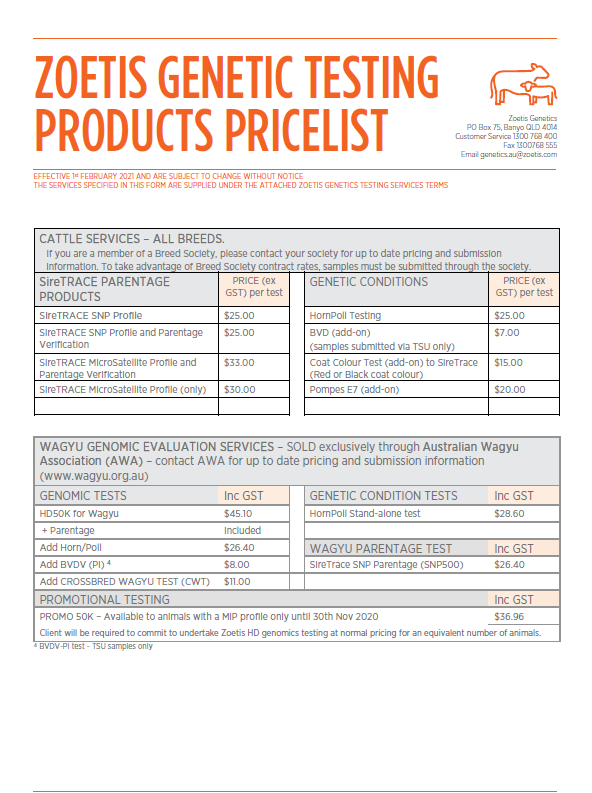 ZOETIS GENETIC TESTING
PRODUCTS PRICELIST
Zoetis Genetics
PO Box 75, Banyo QLD 4014
Customer Service 1300 768 400
Fax 1300768 555
Email genetics.au@zoetis.com
EFFECTIVE 1st FEBRUARY 2021 AND ARE SUBJECT TO CHANGE WITHOUT NOTICE
THE SERVICES SPECIFIED IN THIS FORM ARE SUPPLIED UNDER THE ATTACHED ZOETIS GENETICS TESTING SERVICES TERMS
CATTLE SERVICES – ALL BREEDS.
If you are a member of a Breed Society, please contact your society for up to date pricing and submission
information. To take advantage of Breed Society contract rates, samples must be submitted through the society.
SireTRACE PARENTAGE
PRODUCTS
PRICE (ex
GST) per test
GENETIC CONDITIONS
PRICE (ex
GST) per test
SireTRACE SNP Profile $25.00 HornPoll Testing $25.00
SireTRACE SNP Profile and Parentage
Verification
$25.00
BVD (add-on)
(samples submitted via TSU only)
$7.00
SireTRACE MicroSatellite Profile and
Parentage Verification
$33.00
Coat Colour Test (add-on) to SireTrace
(Red or Black coat colour)
$15.00
SireTRACE MicroSatellite Profile (only) $30.00 Pompes E7 (add-on) $20.00
WAGYU GENOMIC EVALUATION SERVICES – SOLD exclusively through Australian Wagyu
Association (AWA) – contact AWA for up to date pricing and submission information
(www.wagyu.org.au)
GENOMIC TESTS Inc GST GENETIC CONDITION TESTS Inc GST
HD50K for Wagyu $45.10 HornPoll Stand-alone test $28.60
+ Parentage Included
Add Horn/Poll $26.40 WAGYU PARENTAGE TEST Inc GST
Add BVDV (PI) 4 $8.00 SireTrace SNP Parentage (SNP500) $26.40
Add CROSSBRED WAGYU TEST (CWT) $11.00
PROMOTIONAL TESTING Inc GST
PROMO 50K – Available to animals with a MIP profile only until 30th Nov 2020 $36.96
Client will be required to commit to undertake Zoetis HD genomics testing at normal pricing for an equivalent number of animals.
4 BVDV-PI test - TSU samples only